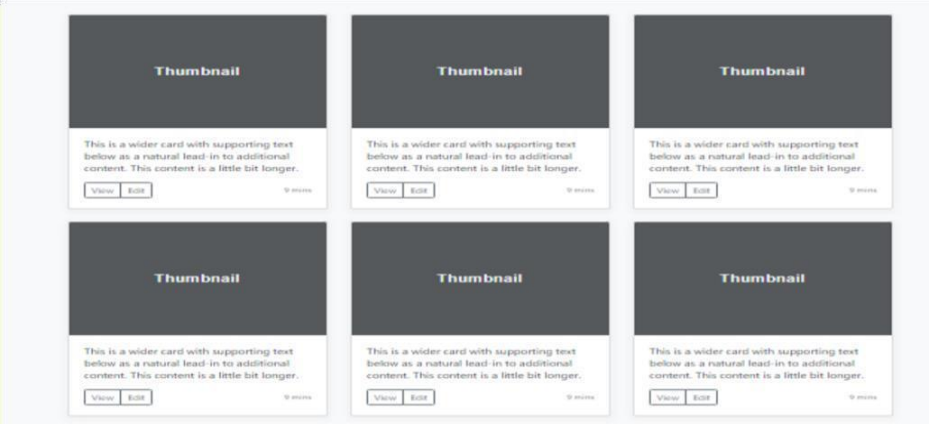 Thumbnail
This is a wider card with supporting text
below as a natural lead-in to additional
content. This content is a little bit longer.
View Edit 9 mins
Thumbnail
This is a wider card with supporting text
below as a natural lead-in to additional
content. This content is a little bit longer.
View Edit 9 mins
Thumbnail
This is a wider card with supporting text
below as a natural lead-in to additional
content. This content is a little bit longer.
View Edit 9 mins
Thumbnail
This is a wider card with supporting text
below as a natural lead-in to additional
content. This content is a little bit longer.
View Edit 9 mins
Thumbnail
This is a wider card with supporting text
below as a natural lead-in to additional
content. This content is a little bit longer.
View Edit 9 mins
Thumbnail
This is a wider card with supporting text
below as a natural lead-in to additional
content. This content is a little bit longer.
View Edit 9 mins